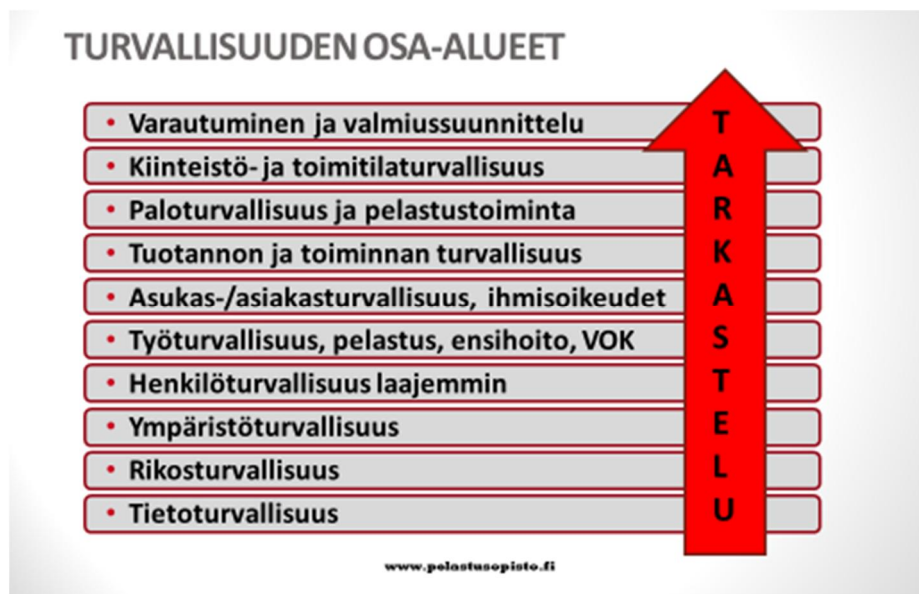 TURVALLISUUDEN OSA-ALUEET
• Varautuminen ja valmiussuunnittelu
• Kiinteistö- ja toimitilaturvallisuus
• Paloturvallisuus ja pelastustoiminta
• Tuotannon ja toiminnan turvallisuus
• Asukas-/asiakasturvallisuus, ihmisoikeudet
• Työturvallisuus, pelastus, ensihoito, VOK
• Henkilöturvallisuus laajemmin
• Ympäristöturvallisuus
• Rikosturvallisuus
• Tietoturvallisuus
TARKASTELU
www.pelastusopisto.fi